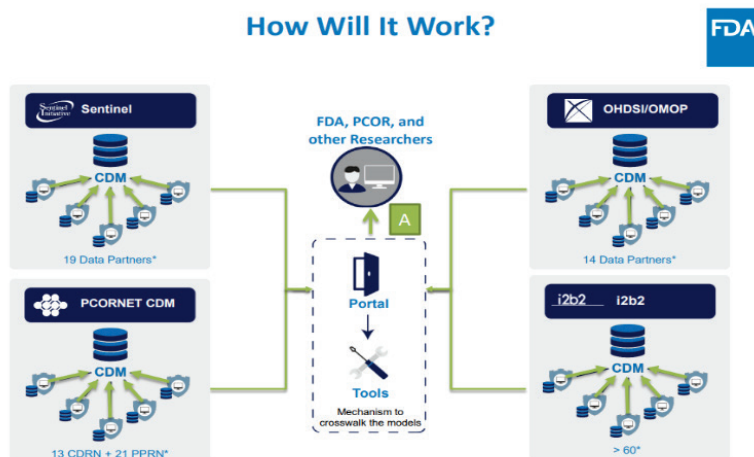 How Will It Work?
FDA
Sentinel Initiative
Sentinel
CDM
19 Data Partners*
PCORNET CDM
CDM
13 CDRN + 21 PPRN*
FDA, PCOR, and
other Researchers
A
Portal
Tools
Mechanism to
crosswalk the models
OHDSI/OMOP
CDM
14 Data Partners*
i2b2
i2b2
CDM
> 60*